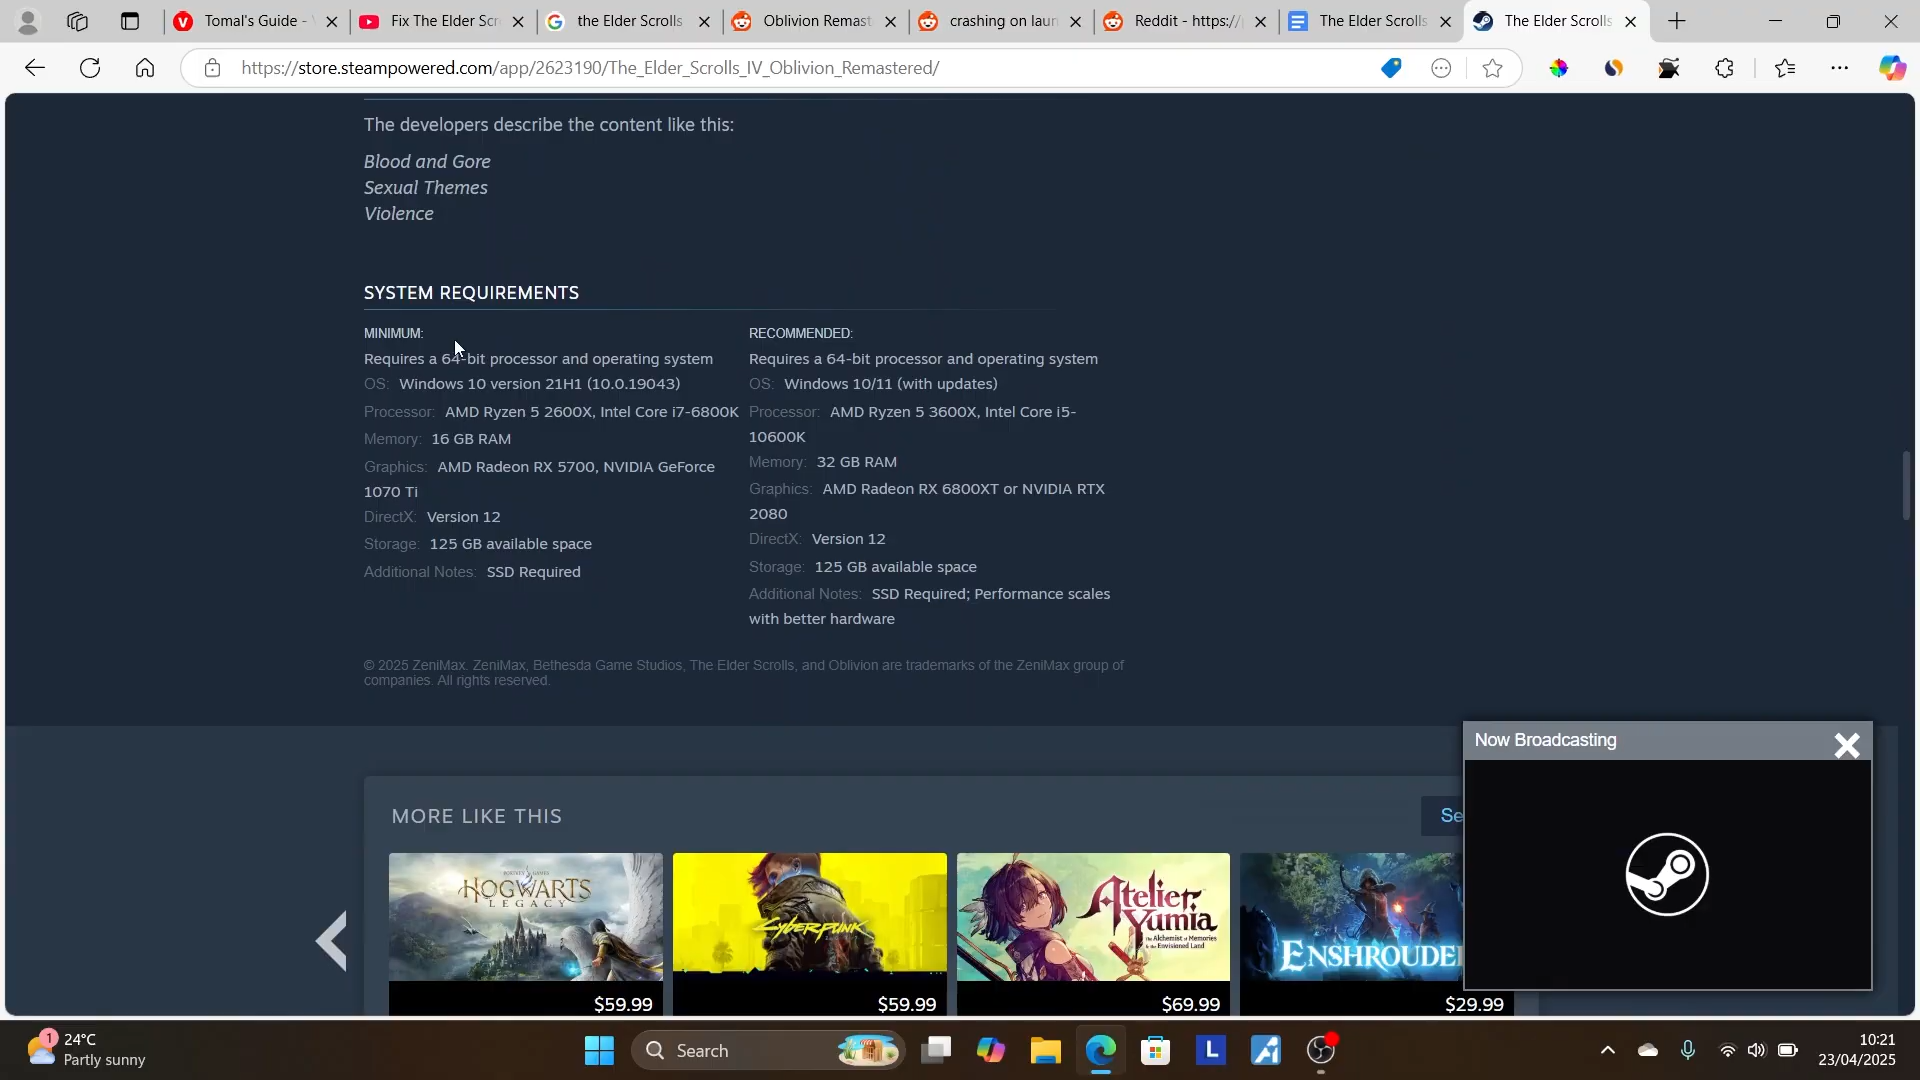 Tomal's Guide -
Fix The Elder Scr
the Elder Scrolls
Oblivion Remast
crashing on laun
Reddit - https://
The Elder Scrolls
The Elder Scrolls
https://store.steampowered.com/app/2623190/The_Elder_Scrolls_IV_Oblivion_Remastered/
The developers describe the content like this:
Blood and Gore
Sexual Themes
Violence
SYSTEM REQUIREMENTS
MINIMUM:
Requires a 64-bit processor and operating system
OS: Windows 10 version 21H1 (10.0.19043)
Processor: AMD Ryzen 5 2600X, Intel Core i7-6800K
Memory: 16 GB RAM
Graphics: AMD Radeon RX 5700, NVIDIA GeForce
1070 Ti
DirectX: Version 12
Storage: 125 GB available space
Additional Notes: SSD Required
RECOMMENDED:
Requires a 64-bit processor and operating system
OS: Windows 10/11 (with updates)
Processor: AMD Ryzen 5 3600X, Intel Core i5-
10600K
Memory: 32 GB RAM
Graphics: AMD Radeon RX 6800XT or NVIDIA RTX
2080
DirectX: Version 12
Storage: 125 GB available space
Additional Notes: SSD Required; Performance scales
with better hardware
© 2025 ZeniMax. ZeniMax, Bethesda Game Studios, The Elder Scrolls, and Oblivion are trademarks of the ZeniMax group of
companies. All rights reserved.
Now Broadcasting
MORE LIKE THIS
Se
HOGWARTS
LEGACY
Cyberpunk
Atelier
Yumia
The Alchemist of Memories
& the Envisioned Land
ENSHROUDE
$59.99
$59.99
$69.99
$29.99
1
24°C
Partly sunny
Search
L
10:21
23/04/2025